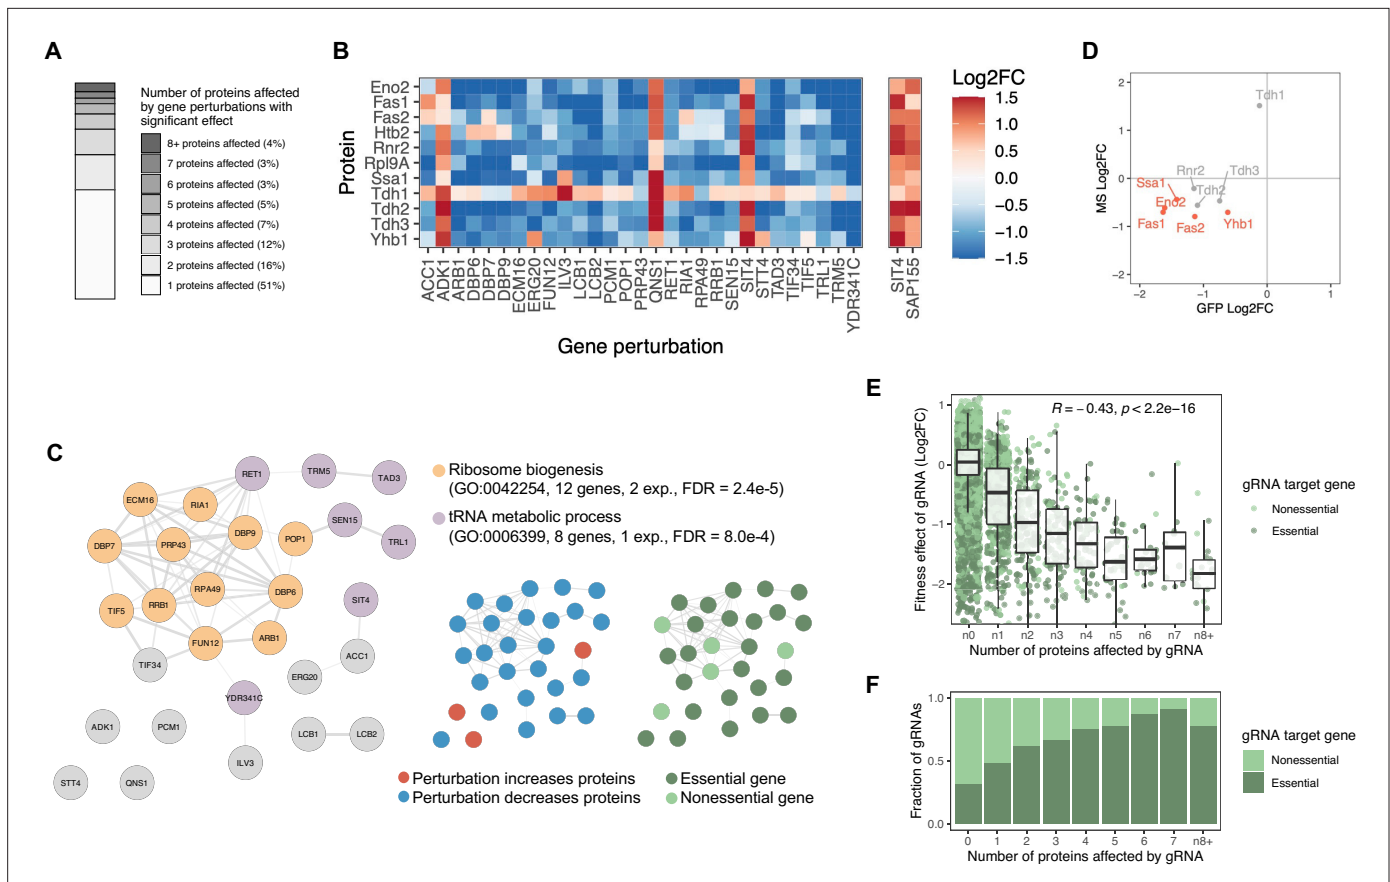 A
Number of proteins affected
by gene perturbations with
significant effect
8+ proteins affected (4%)
7 proteins affected (3%)
6 proteins affected (3%)
5 proteins affected (5%)
4 proteins affected (7%)
3 proteins affected (12%)
2 proteins affected (16%)
1 proteins affected (51%)
B
Protein
Eno2
Fas1
Fas2
Htb2
Rnr2
Rpl9A
Ssa1
Tdh1
Tdh2
Tdh3
Yhb1
ACC1
ADK1
ARB1
DBP6
DBP7
DBP9
ECM16
ERG20
FUN12
ILV3
LCB1
LCB2
PCM1
POP1
PRP43
QNS1
RET1
RIA1
RPA49
RRB1
SEN15
SIT4
STT4
TAD3
TIF34
TIF5
TRL1
TRM5
YDR341C
SIT4
SAP155
Gene perturbation
Log2FC
1.5
1.0
0.5
0.0
−0.5
−1.0
−1.5
D
MS Log2FC
2
1
0
−1
−2
Tdh1
Rnr2
Tdh3
Ssa1
Tdh2
Eno2
Fas1
Fas2
Yhb1
−2
−1
0
1
GFP Log2FC
C
RET1
TRM5
TAD3
ECM16
RIA1
SEN15
DBP7
PRP43
DBP9
POP1
TRL1
RPA49
DBP6
TIF5
RRB1
SIT4
FUN12
ARB1
TIF34
ACC1
ERG20
YDR341C
ADK1
PCM1
LCB1
LCB2
ILV3
STT4
QNS1
Ribosome biogenesis
(GO:0042254, 12 genes, 2 exp., FDR = 2.4e-5)
tRNA metabolic process
(GO:0006399, 8 genes, 1 exp., FDR = 8.0e-4)
Perturbation increases proteins
Perturbation decreases proteins
Essential gene
Nonessential gene
E
Fitness effect of gRNA (Log2FC)
1
0
−1
−2
R = − 0.43, p < 2.2e−16
n0
n1
n2
n3
n4
n5
n6
n7
n8+
Number of proteins affected by gRNA
gRNA target gene
Nonessential
Essential
F
Fraction of gRNAs
1.0
0.5
0.0
0
1
2
3
4
5
6
7
n8+
Number of proteins affected by gRNA
gRNA target gene
Nonessential
Essential